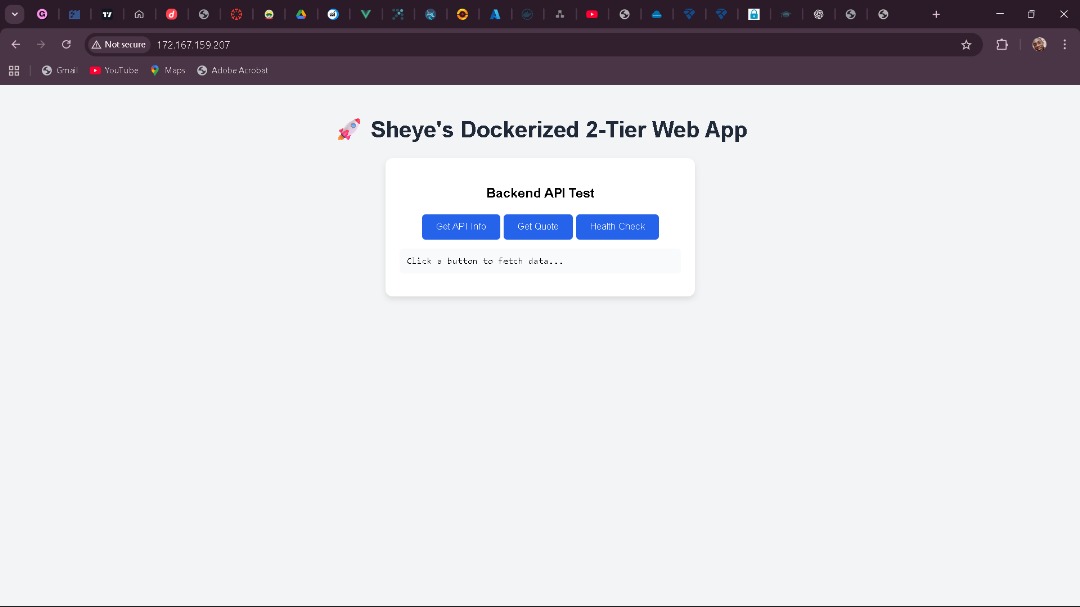 Not secure
172.167.159.207
Gmail
YouTube
Maps
Adobe Acrobat
🚀 Sheye's Dockerized 2-Tier Web App
Backend API Test
Get API Info
Get Quote
Health Check
Click a button to fetch data...